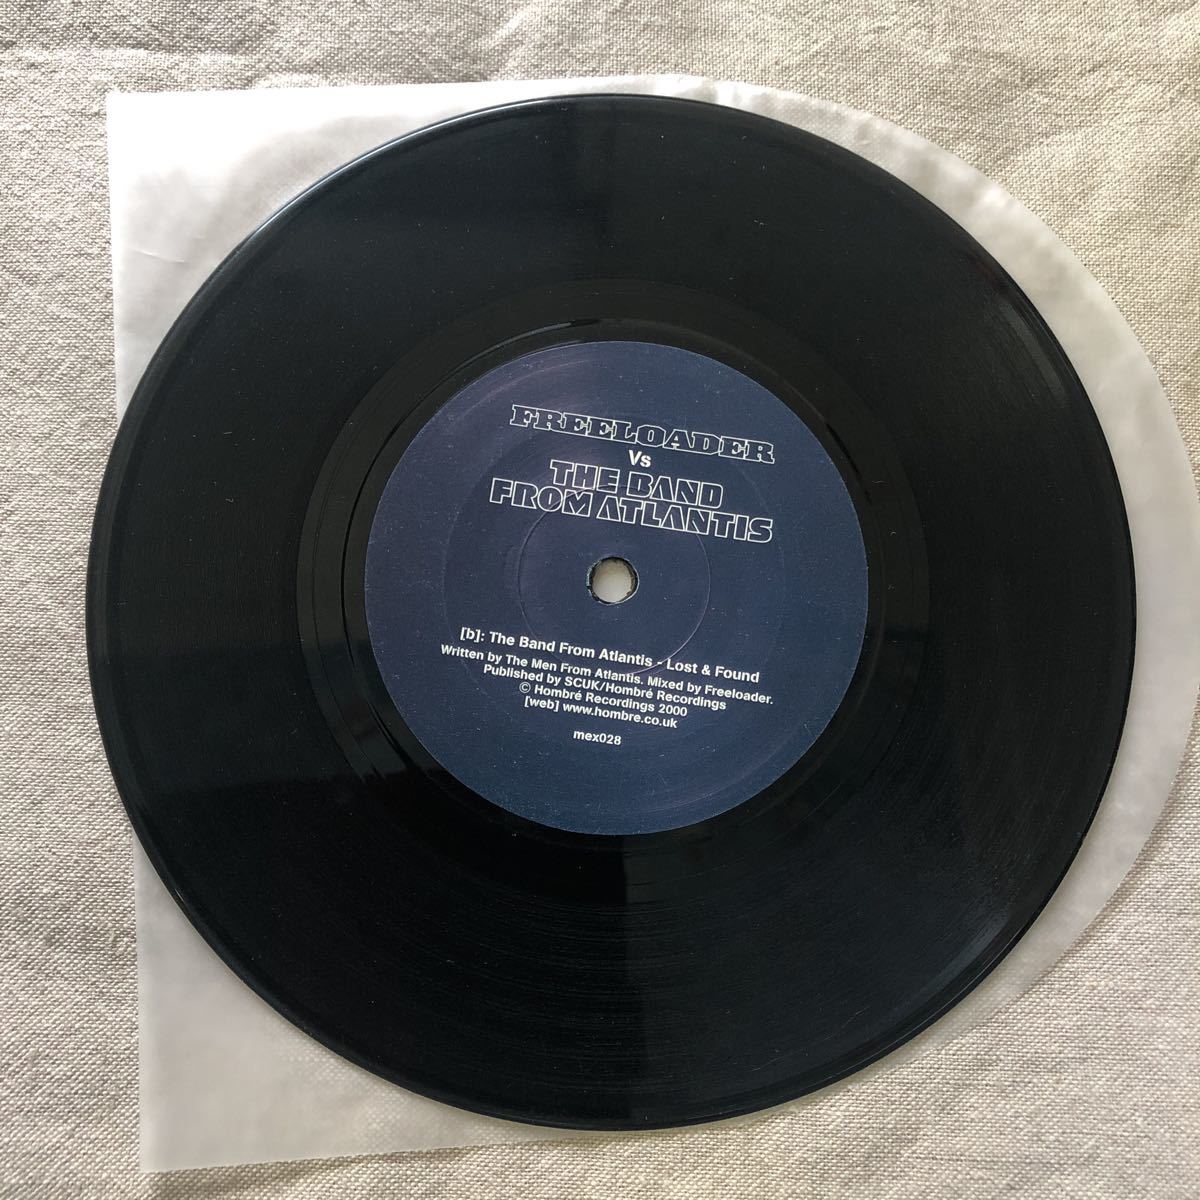 FREELOADER
Vs
THE BAND
FROM ATLANTIS
[b]: The Band From Atlantis - Lost & Found
Written by The Men From Atlantis. Mixed by Freeloader.
Published by SCUK/Hombré Recordings
© Hombré Recordings 2000
[web] www.hombre.co.uk
mex028